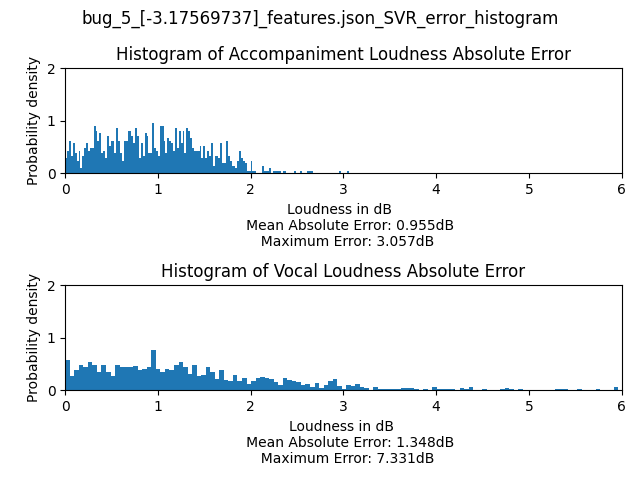 bug_5_[-3.17569737]_features.json_SVR_error_histogram
Histogram of Accompaniment Loudness Absolute Error
Probability density
2
1
0
0 1 2 3 4 5 6
Loudness in dB
Mean Absolute Error: 0.955dB
Maximum Error: 3.057dB
Histogram of Vocal Loudness Absolute Error
Probability density
2
1
0
0 1 2 3 4 5 6
Loudness in dB
Mean Absolute Error: 1.348dB
Maximum Error: 7.331dB